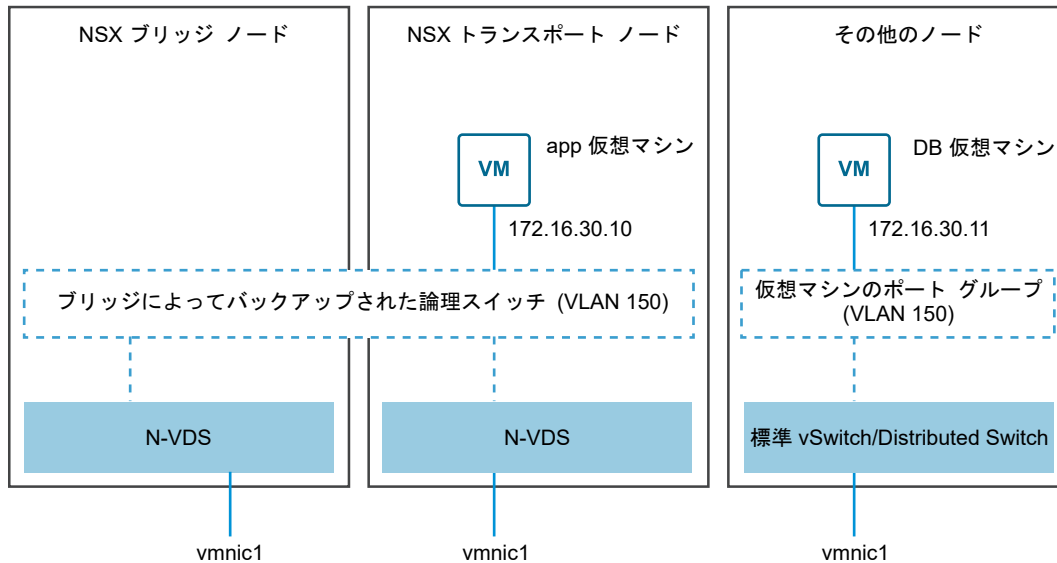 NSX ブリッジ ノード
NSX トランスポート ノード
その他のノード
VM
app 仮想マシン
172.16.30.10
VM
DB 仮想マシン
172.16.30.11
ブリッジによってバックアップされた論理スイッチ (VLAN 150)
仮想マシンのポート グループ
(VLAN 150)
N-VDS
N-VDS
標準 vSwitch/Distributed Switch
vmnic1
vmnic1
vmnic1